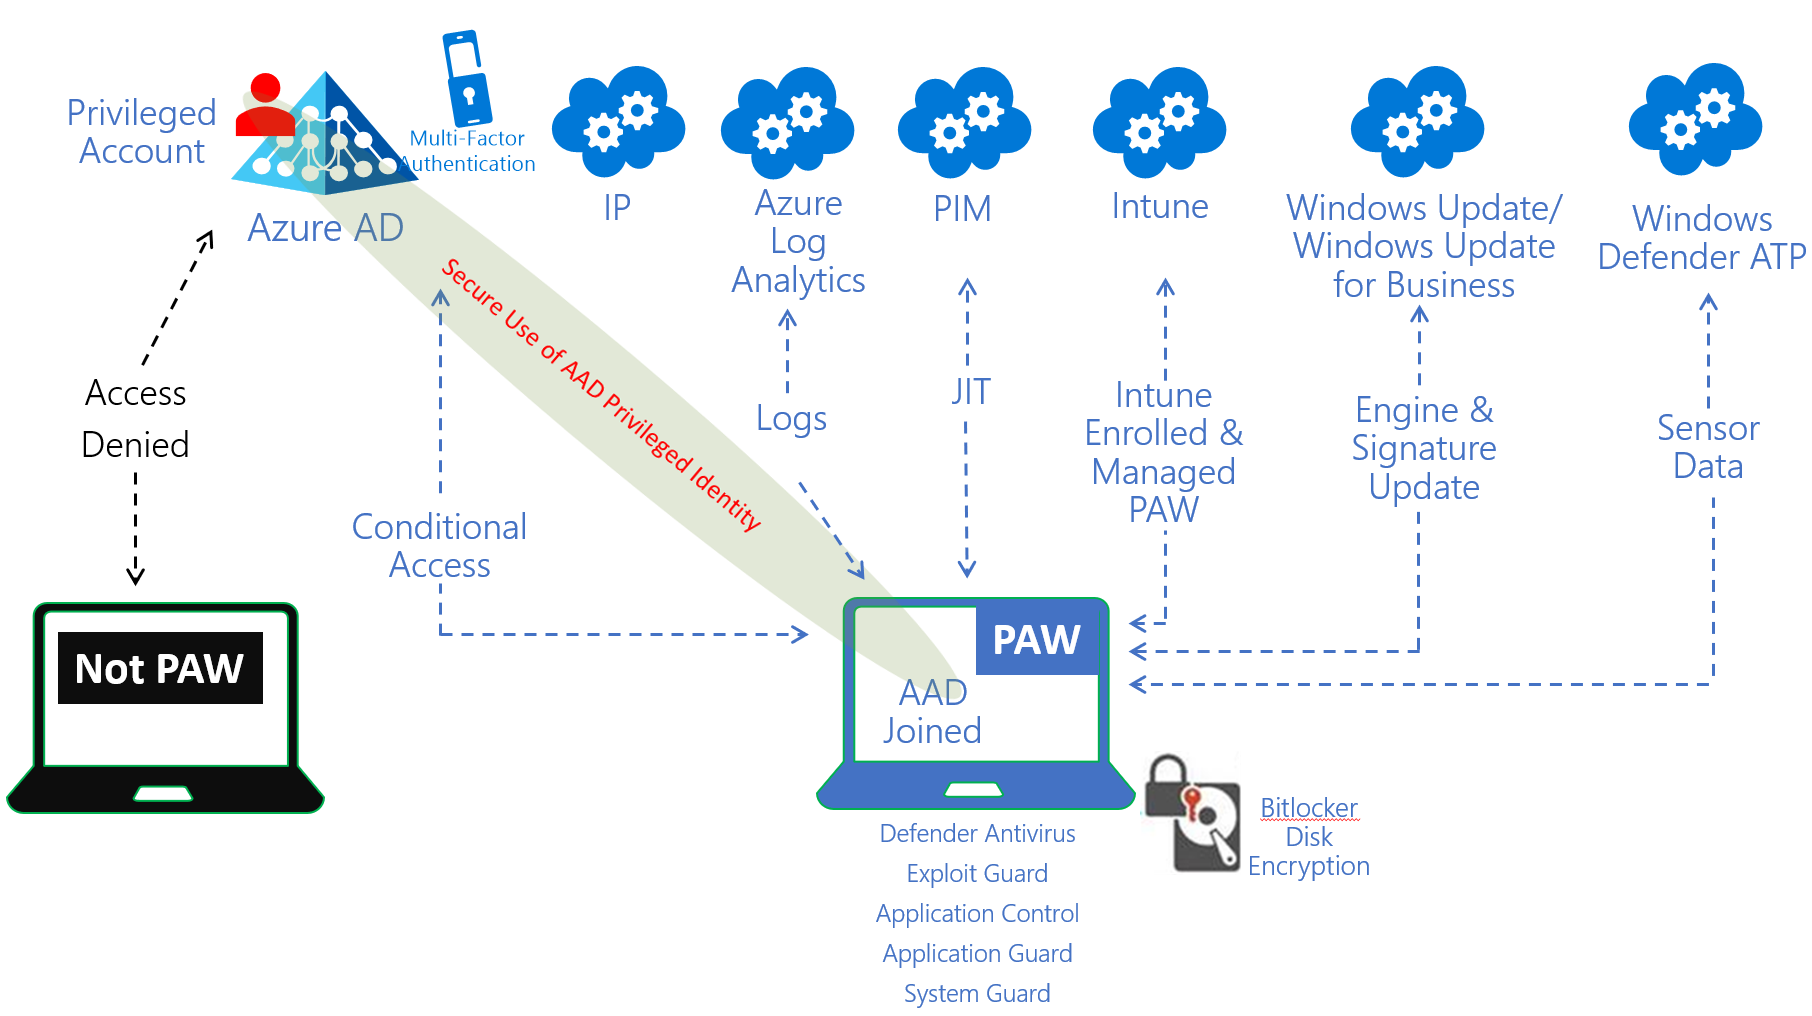 Privileged
Account
Azure AD
Multi-Factor
Authentication
IP
Azure
Log
Analytics
PIM
Intune
Windows Update/
Windows Update
for Business
Windows
Defender ATP
Access
Denied
Conditional
Access
Secure Use of AAD Privileged Identity
Logs
JIT
Intune
Enrolled &
Managed
PAW
Engine &
Signature
Update
Sensor
Data
Not PAW
PAW
AAD
Joined
Defender Antivirus
Exploit Guard
Application Control
Application Guard
System Guard
Bitlocker
Disk
Encryption